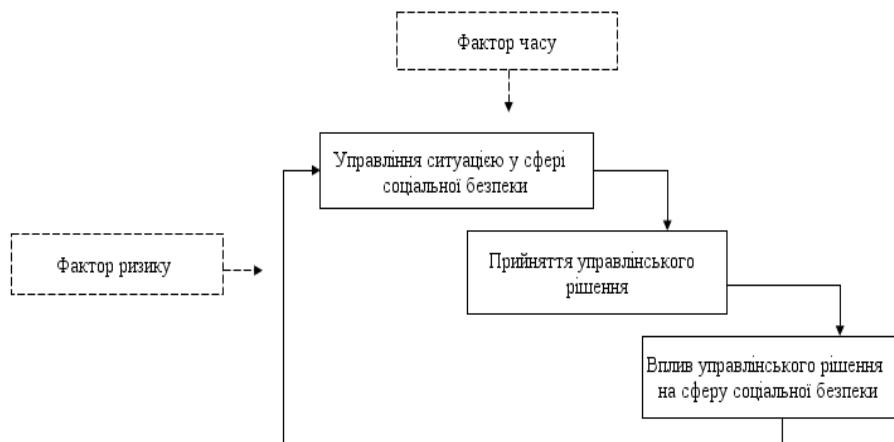 Фактор часу
Управління ситуацією у сфері
соціальної безпеки
Фактор ризику
Прийняття управлінського
рішення
Вплив управлінського рішення
на сферу соціальної безпеки